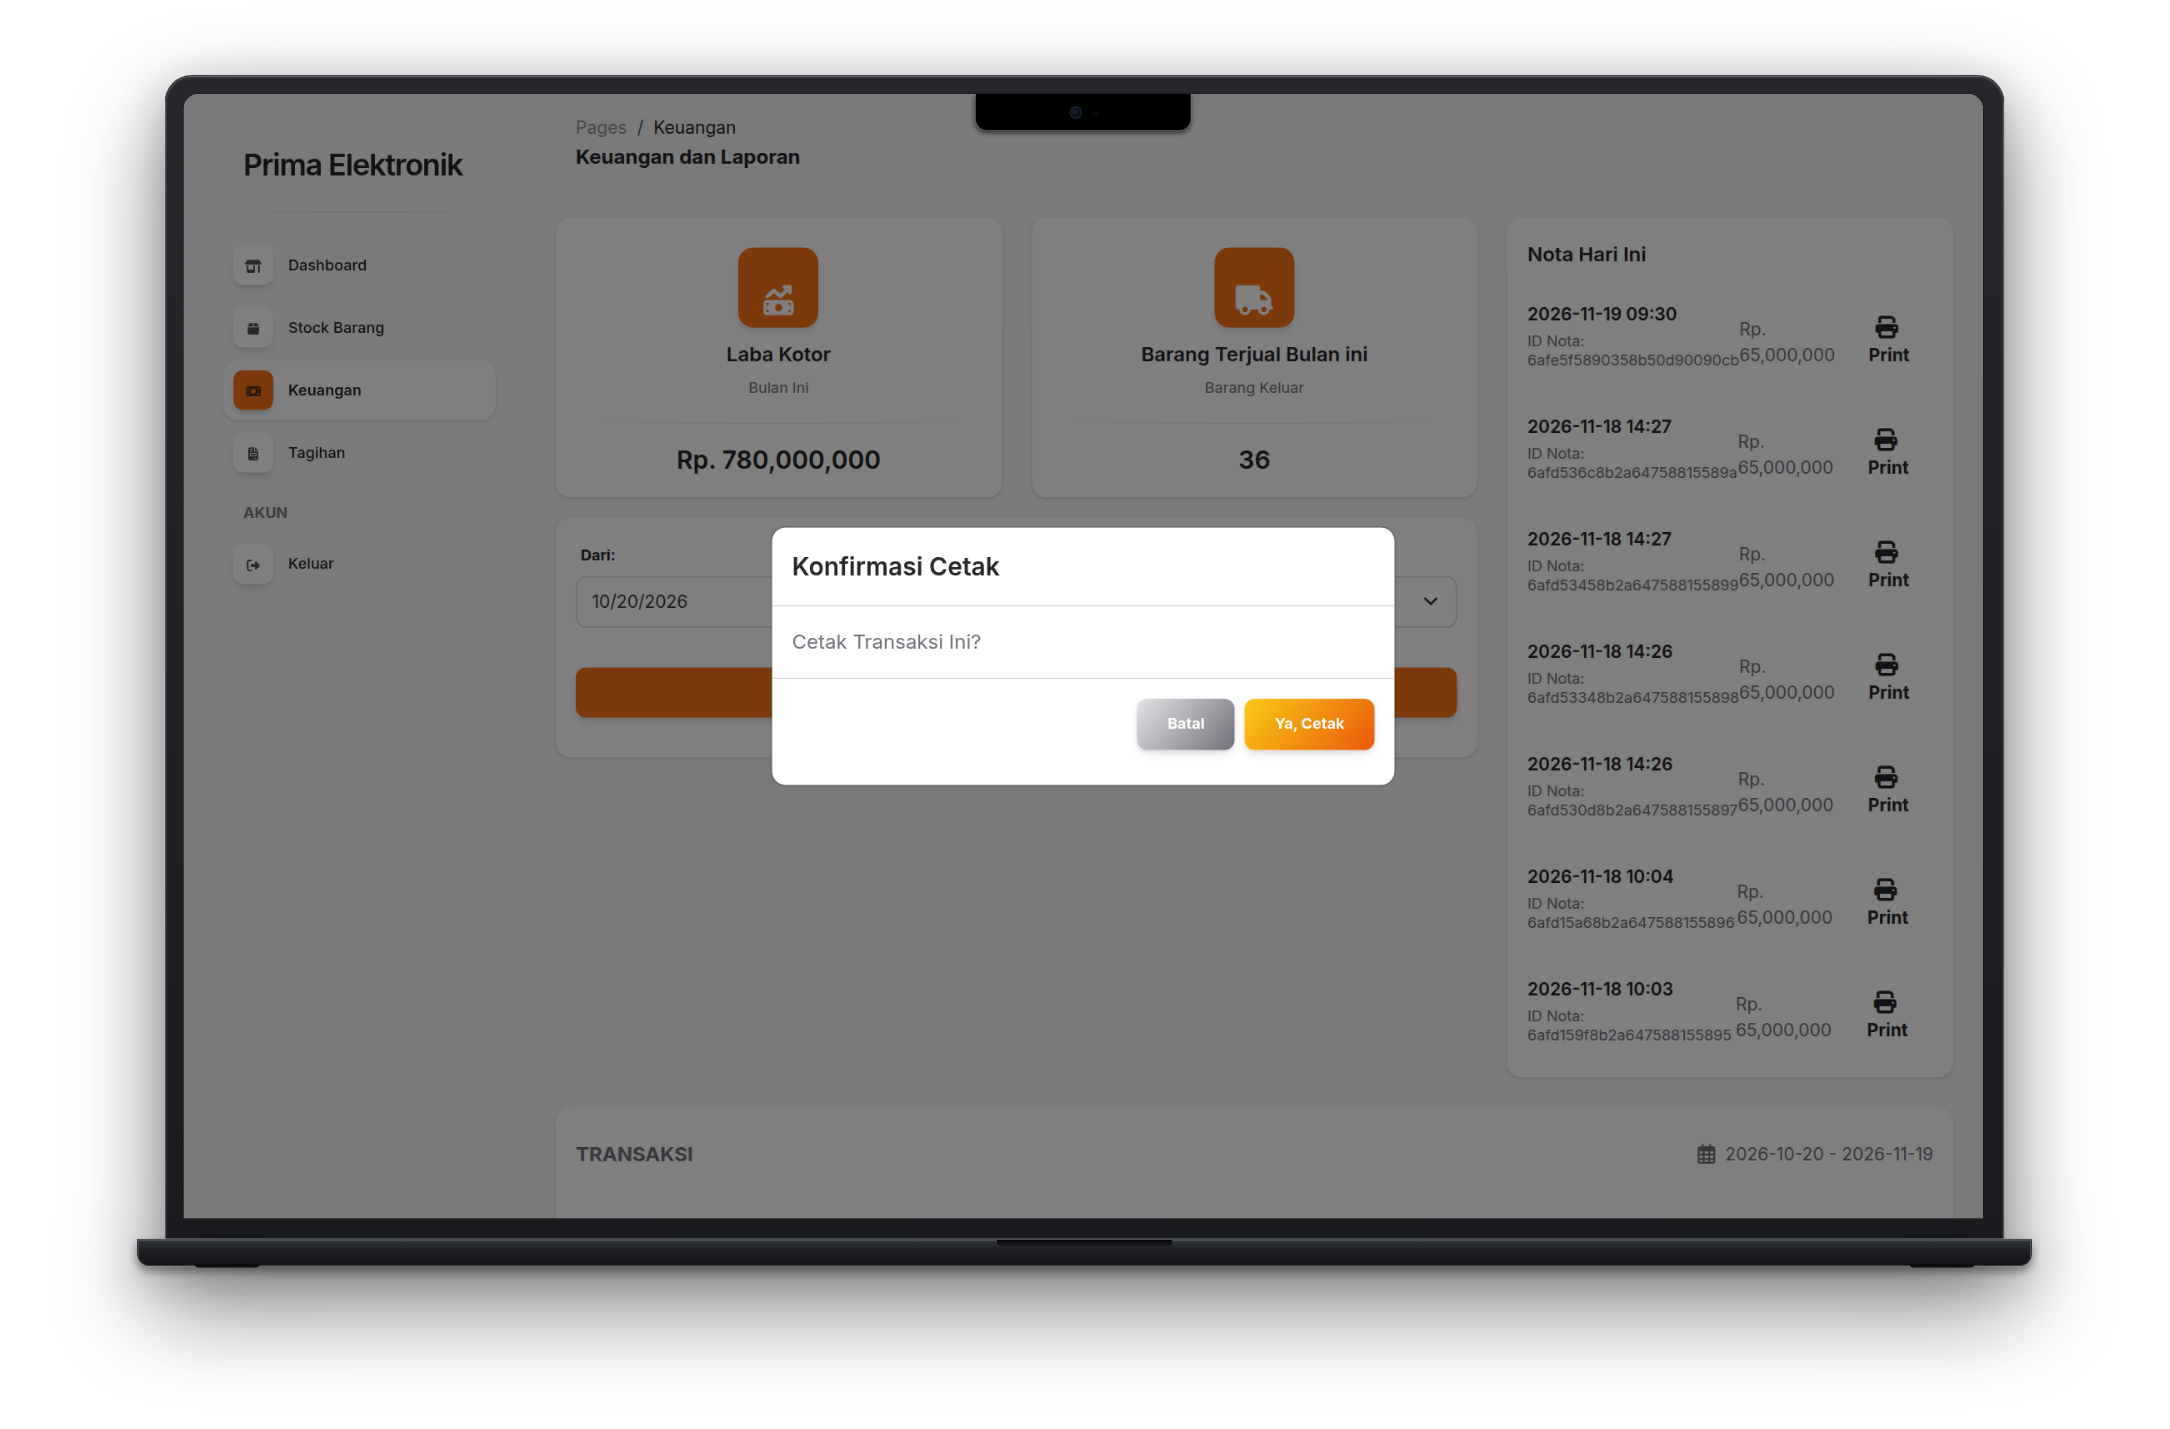 Prima Elektronik
Dashboard
Stock Barang
Keuangan
Tagihan
AKUN
Keluar
Pages / Keuangan
Keuangan dan Laporan
Laba Kotor
Bulan Ini
Rp. 780,000,000
Barang Terjual Bulan ini
Barang Keluar
36
Dari:
10/20/2026
Konfirmasi Cetak
Cetak Transaksi Ini?
Batal
Ya, Cetak
Nota Hari Ini
2026-11-19 09:30
ID Nota:
6afe5f5890358b50d90090cb
Rp.
65,000,000
Print
2026-11-18 14:27
ID Nota:
6afd536c8b2a64758815589a
Rp.
65,000,000
Print
2026-11-18 14:27
ID Nota:
6afd53458b2a647588155899
Rp.
65,000,000
Print
2026-11-18 14:26
ID Nota:
6afd53348b2a647588155898
Rp.
65,000,000
Print
2026-11-18 14:26
ID Nota:
6afd530d8b2a647588155897
Rp.
65,000,000
Print
2026-11-18 10:04
ID Nota:
6afd15a68b2a647588155896
Rp.
65,000,000
Print
2026-11-18 10:03
ID Nota:
6afd159f8b2a647588155895
Rp.
65,000,000
Print
TRANSAKSI
2026-10-20 - 2026-11-19